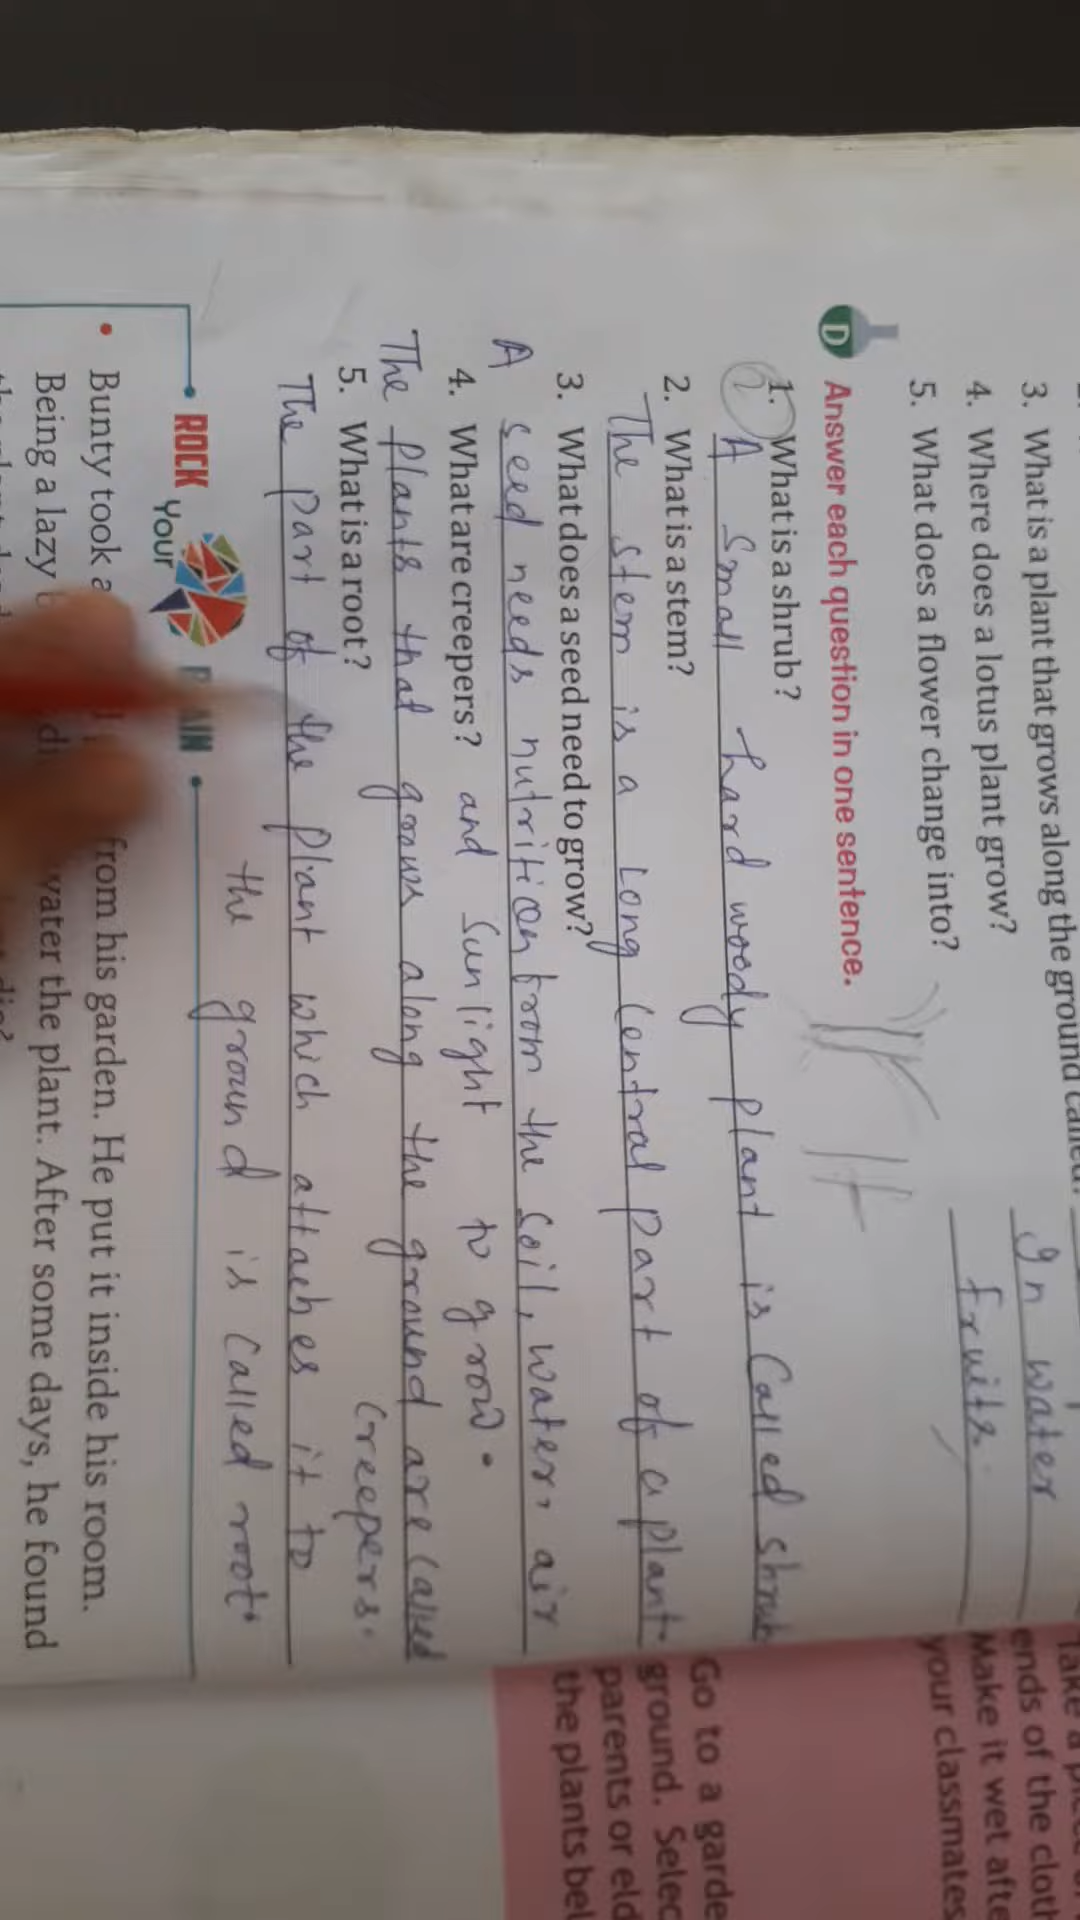 3. What is a plant that grows along the ground called?
4. Where does a lotus plant grow? In water
5. What does a flower change into? fruits.
D Answer each question in one sentence.
1. What is a shrub?
A small hard woody plant is called shrub
2. What is a stem?
The stem is a long central part of a plant.
3. What does a seed need to grow?
A seed needs nutrition from the soil, water, air
and sunlight to grow.
4. What are creepers?
The plants that grows along the ground are called
creepers.
5. What is a root?
The part of the plant which attaches it to
the ground is called root.
ROCK Your
• Bunty took a from his garden. He put it inside his room.
Being a lazy water the plant. After some days, he found
ends of the cloth
Make it wet afte
your classmates
Go to a garde
ground. Selec
parents or eld
the plants bel